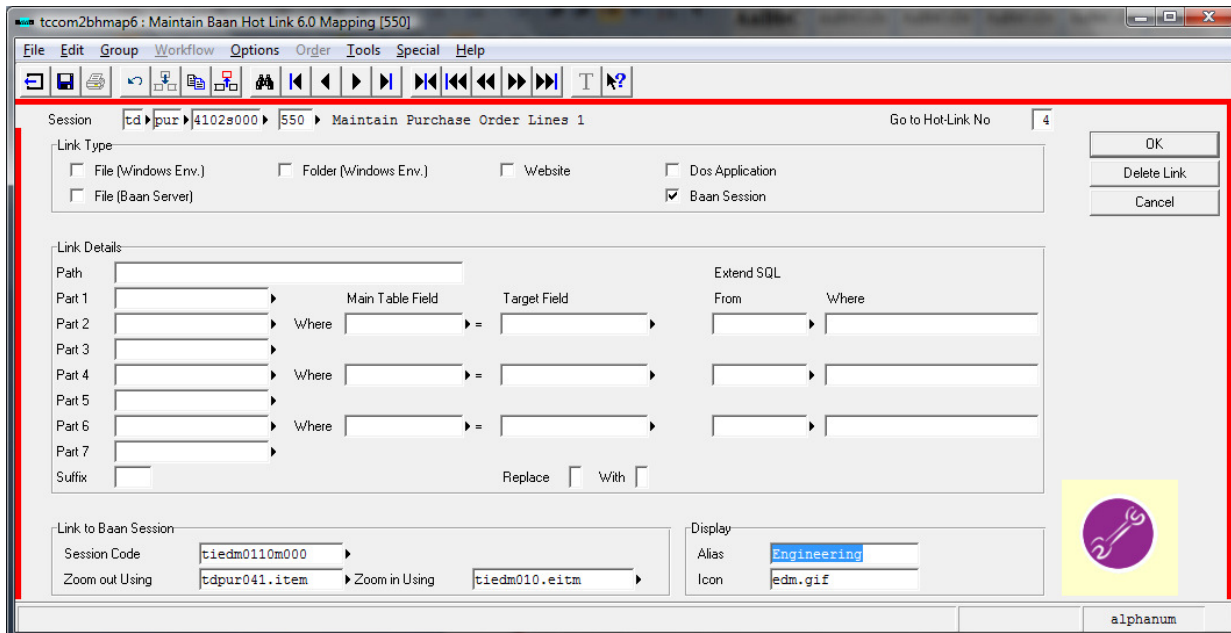 tccom2bhmap6 : Maintain Baan Hot Link 6.0 Mapping [550]
File Edit Group Workflow Options Order Tools Special Help
T ?
Session td pur 4102s000 550 Maintain Purchase Order Lines 1 Go to Hot-Link No 4
OK
Link Type
File (Windows Env.) Folder (Windows Env.) Website Dos Application
Delete Link
File (Baan Server) Baan Session
Cancel
Link Details
Path Extend SQL
Part 1 Main Table Field Target Field From Where
Part 2 Where =
Part 3
Part 4 Where =
Part 5
Part 6 Where =
Part 7
Suffix Replace With
Link to Baan Session Display
Session Code tiedm0110m000 Alias Engineering
Zoom out Using tdpur041.item Zoom in Using tiedm010.eitm Icon edm.gif
alphanum